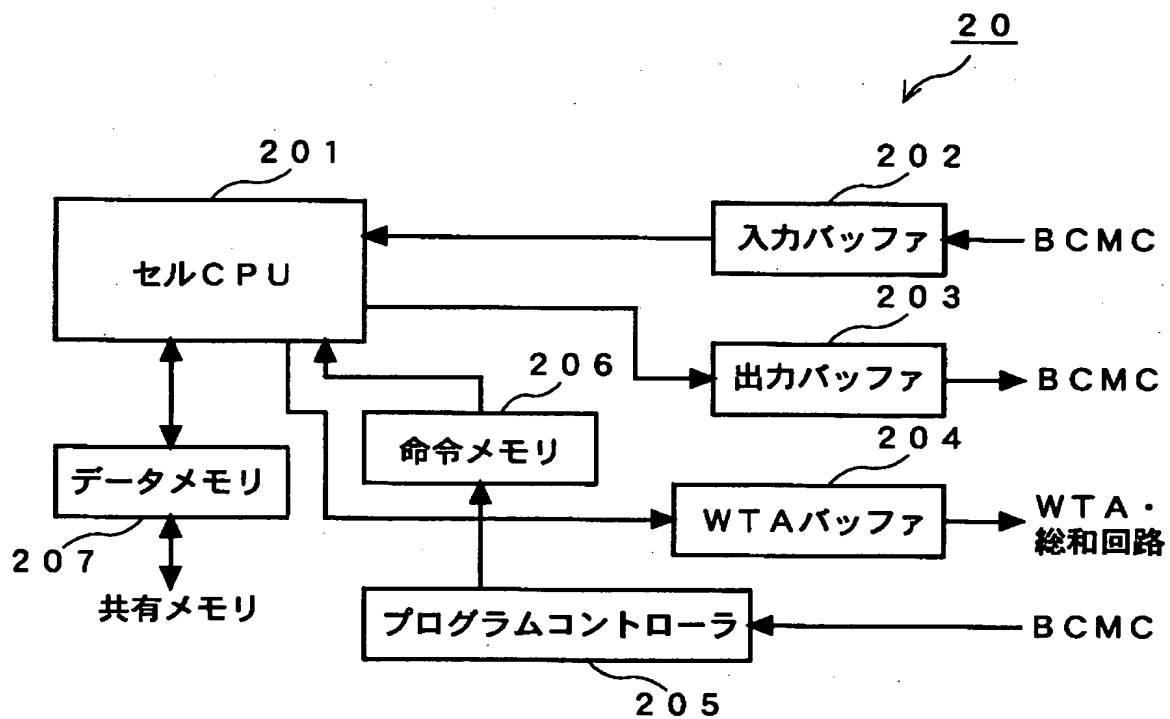 ２０
２０１
２０２
セルＣＰＵ
入力バッファ
ＢＣＭＣ
２０３
２０６
出力バッファ
ＢＣＭＣ
２０４
命令メモリ
データメモリ
ＷＴＡバッファ
ＷＴＡ・
総和回路
２０７
共有メモリ
プログラムコントローラ
ＢＣＭＣ
２０５